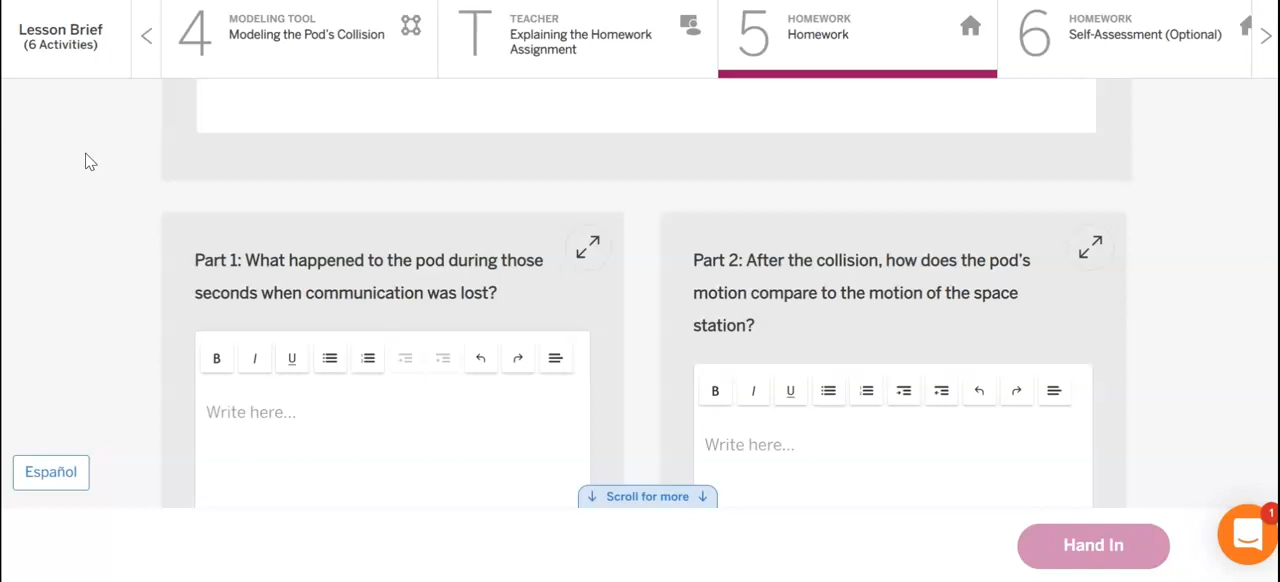 Lesson Brief
(6 Activities)
4
MODELING TOOL
Modeling the Pod's Collision
T
TEACHER
Explaining the Homework
Assignment
5
HOMEWORK
Homework
6
HOMEWORK
Self-Assessment (Optional)
Part 1: What happened to the pod during those
seconds when communication was lost?
B I U
Write here...
Part 2: After the collision, how does the pod's
motion compare to the motion of the space
station?
B I U
Write here...
Español
Scroll for more
Hand In
1